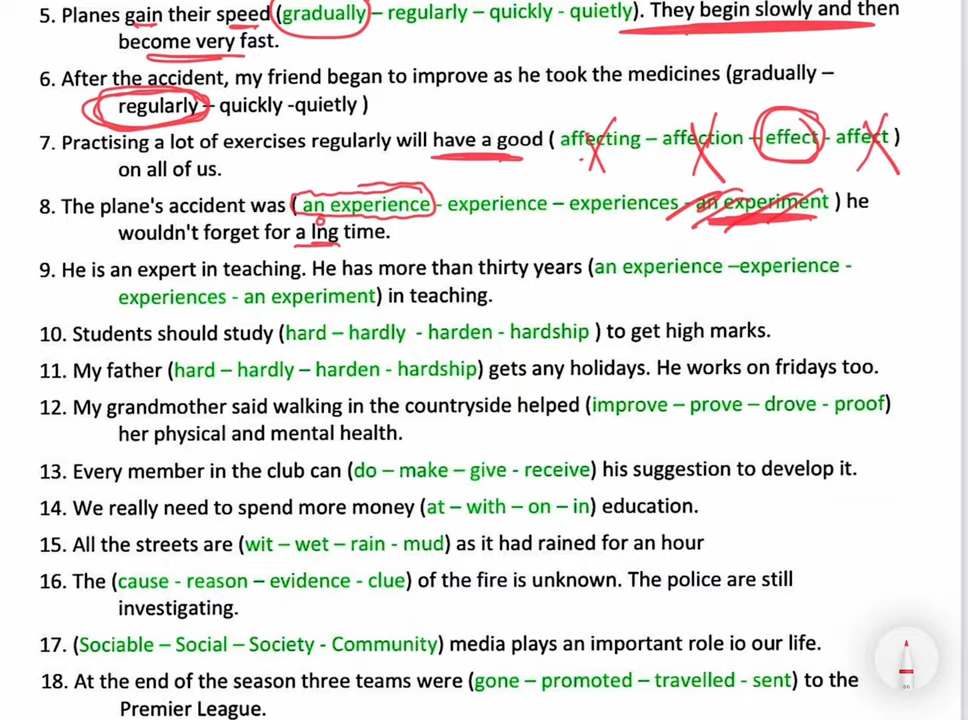 5. Planes gain their speed (gradually – regularly – quickly - quietly). They begin slowly and then
become very fast.
6. After the accident, my friend began to improve as he took the medicines (gradually –
regularly – quickly -quietly )
7. Practising a lot of exercises regularly will have a good ( affecting – affection – effect – affect )
on all of us.
8. The plane's accident was ( an experience - experience – experiences - an experiment ) he
wouldn't forget for a lng time.
9. He is an expert in teaching. He has more than thirty years (an experience –experience -
experiences - an experiment) in teaching.
10. Students should study (hard – hardly - harden - hardship ) to get high marks.
11. My father (hard – hardly – harden - hardship) gets any holidays. He works on fridays too.
12. My grandmother said walking in the countryside helped (improve – prove – drove - proof)
her physical and mental health.
13. Every member in the club can (do – make – give - receive) his suggestion to develop it.
14. We really need to spend more money (at – with – on – in) education.
15. All the streets are (wit – wet – rain - mud) as it had rained for an hour
16. The (cause - reason – evidence - clue) of the fire is unknown. The police are still
investigating.
17. (Sociable – Social – Society - Community) media plays an important role io our life.
18. At the end of the season three teams were (gone – promoted – travelled - sent) to the
Premier League.